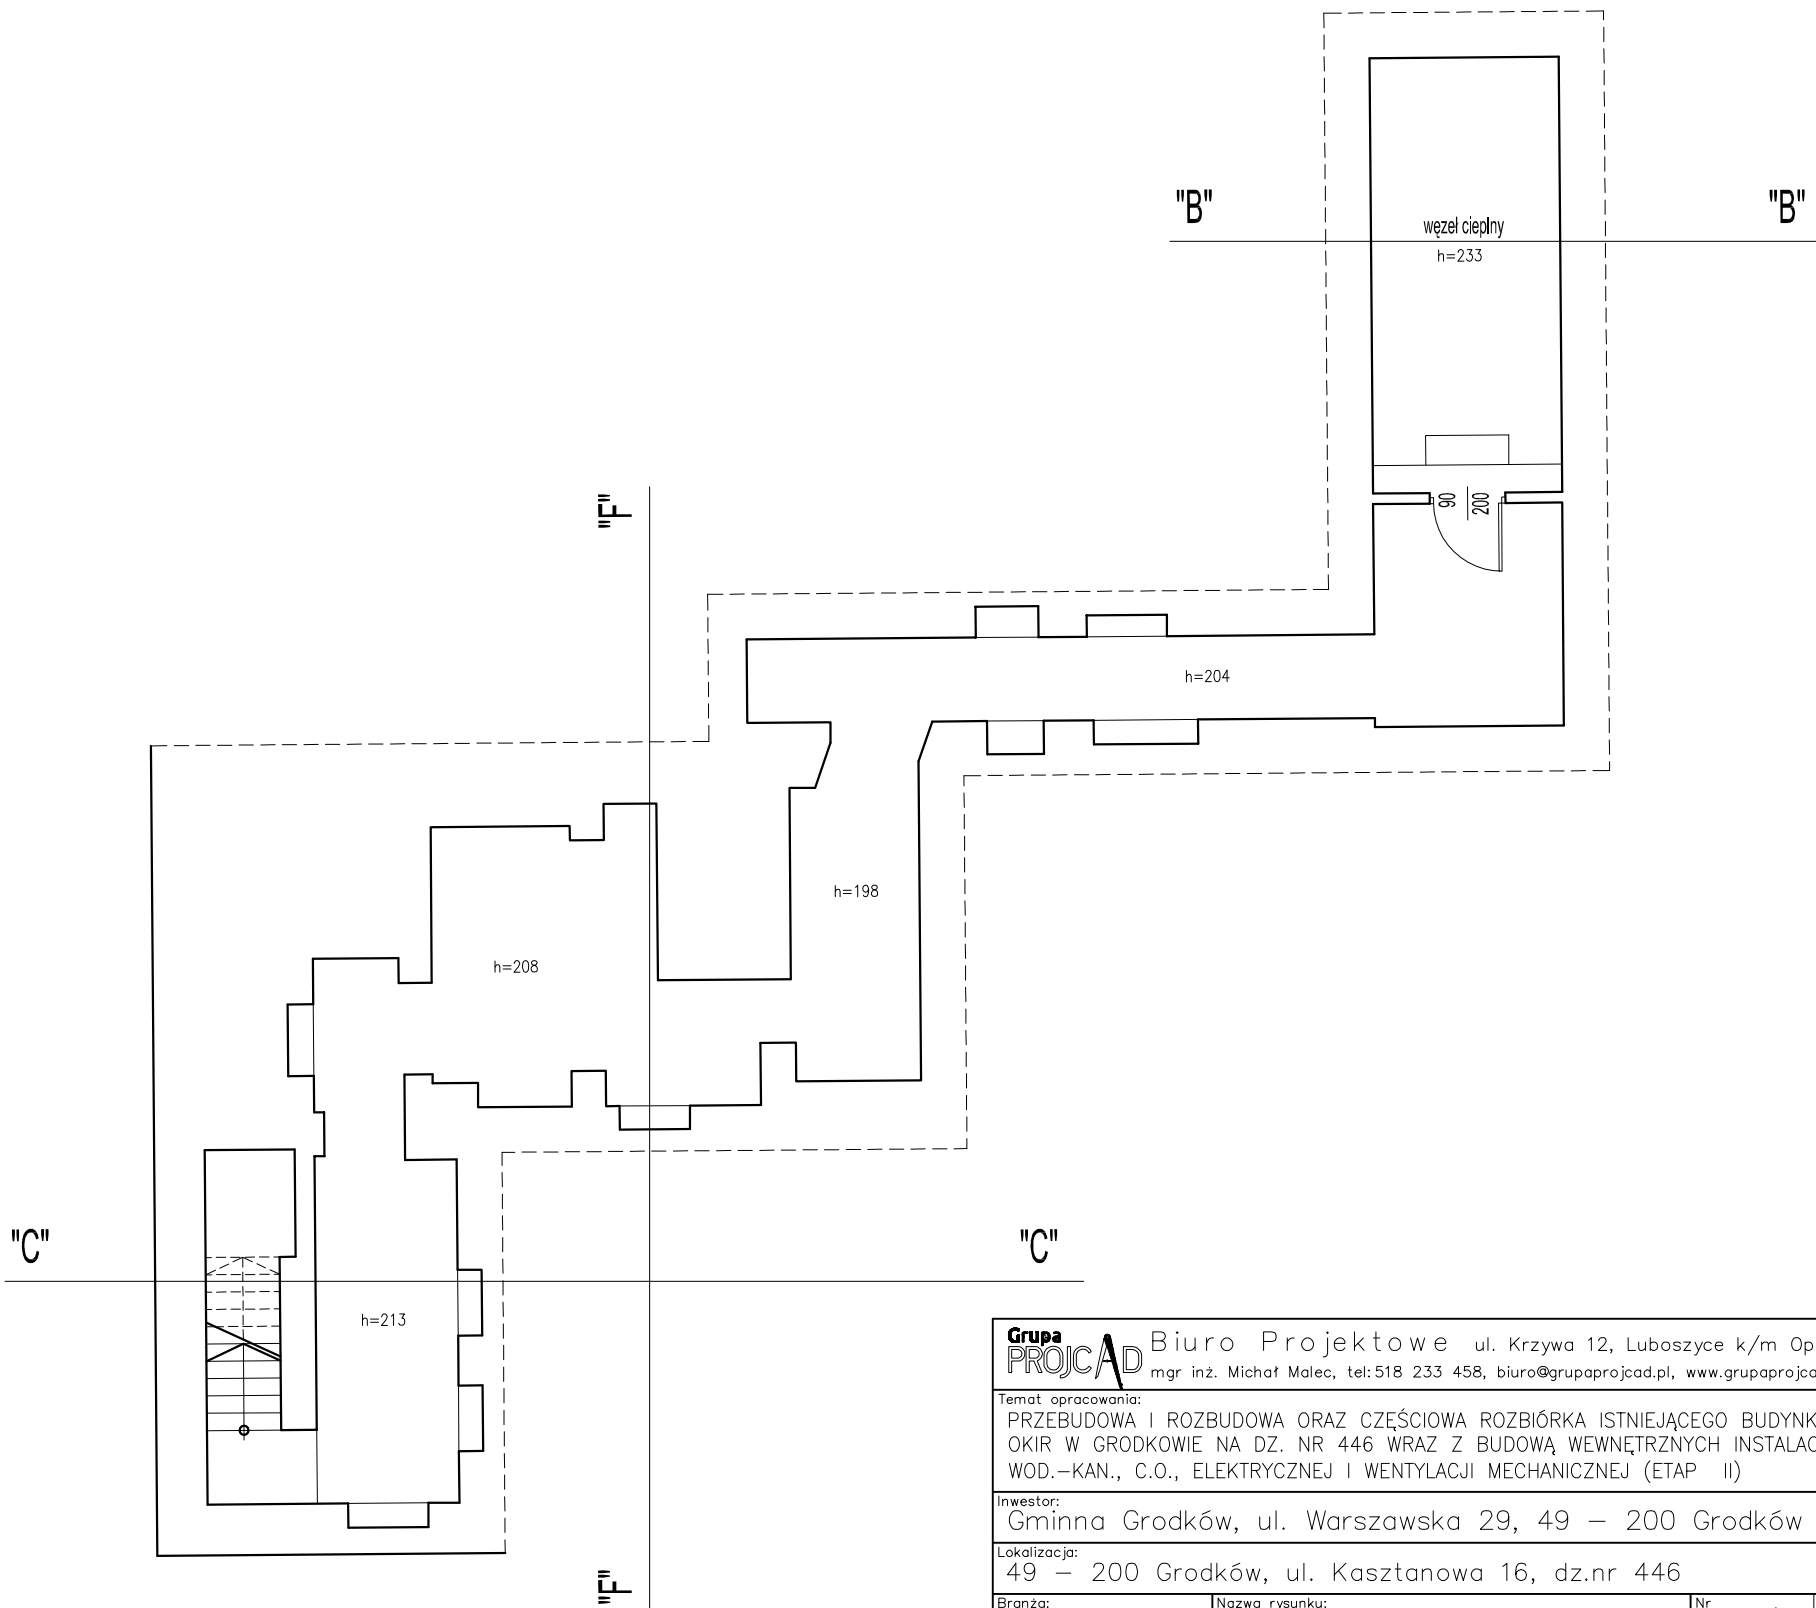 "B" "B"
węzeł cieplny
h=233
90
200
"F"
h=204
h=198
h=208
"C" "C"
h=213
"F"
Grupa
PROJCAD
Biuro Projektowe ul. Krzywa 12, Luboszyce k/m Op
mgr inż. Michał Malec, tel:518 233 458, biuro@grupaprojcad.pl, www.grupaprojca
Temat opracowania:
PRZEBUDOWA I ROZBUDOWA ORAZ CZĘŚCIOWA ROZBIÓRKA ISTNIEJĄCEGO BUDYNK
OKIR W GRODKOWIE NA DZ. NR 446 WRAZ Z BUDOWĄ WEWNĘTRZNYCH INSTALAC
WOD.-KAN., C.O., ELEKTRYCZNEJ I WENTYLACJI MECHANICZNEJ (ETAP II)
Inwestor:
Gminna Grodków, ul. Warszawska 29, 49 – 200 Grodków
Lokalizacja:
49 – 200 Grodków, ul. Kasztanowa 16, dz.nr 446
Branża: Nazwa rysunku: Nr